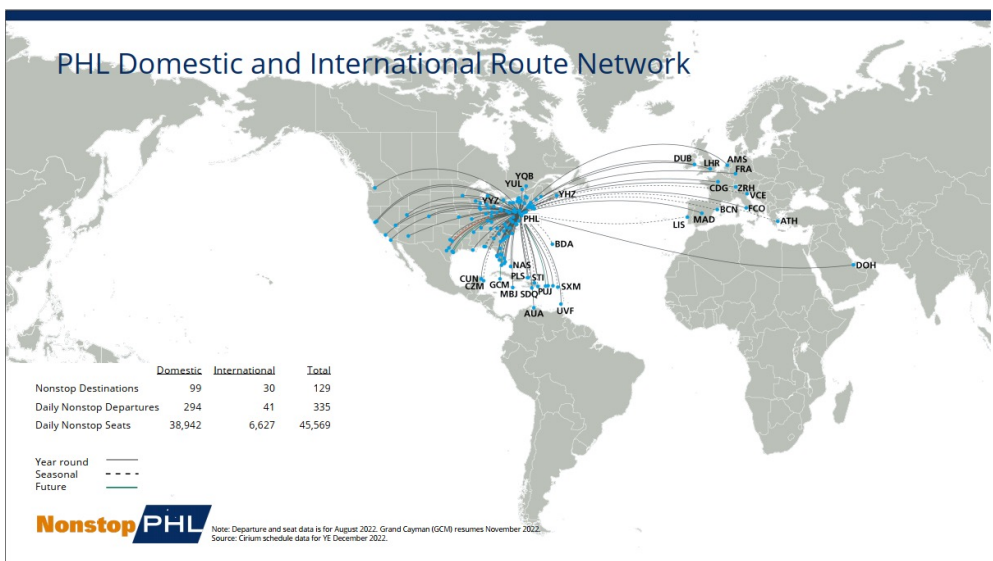 PHL Domestic and International Route Network
DUB
LHR
AMS
FRA
YQB
YUL
YHZ
YYZ
CDG
ZRH
VCE
PHL
BCN
FCO
LIS
MAD
ATH
BDA
DOH
NAS
CUN
CZM
GCM
PLS
STI
MBJ
SDQ
PUJ
SXM
AUA
UVF
Domestic International Total
Nonstop Destinations 99 30 129
Daily Nonstop Departures 294 41 335
Daily Nonstop Seats 38,942 6,627 45,569
Year round
Seasonal
Future
Nonstop PHL
Note: Departure and seat data is for August 2022. Grand Cayman (GCM) resumes November 2022.
Source: Cirium schedule data for YE December 2022.